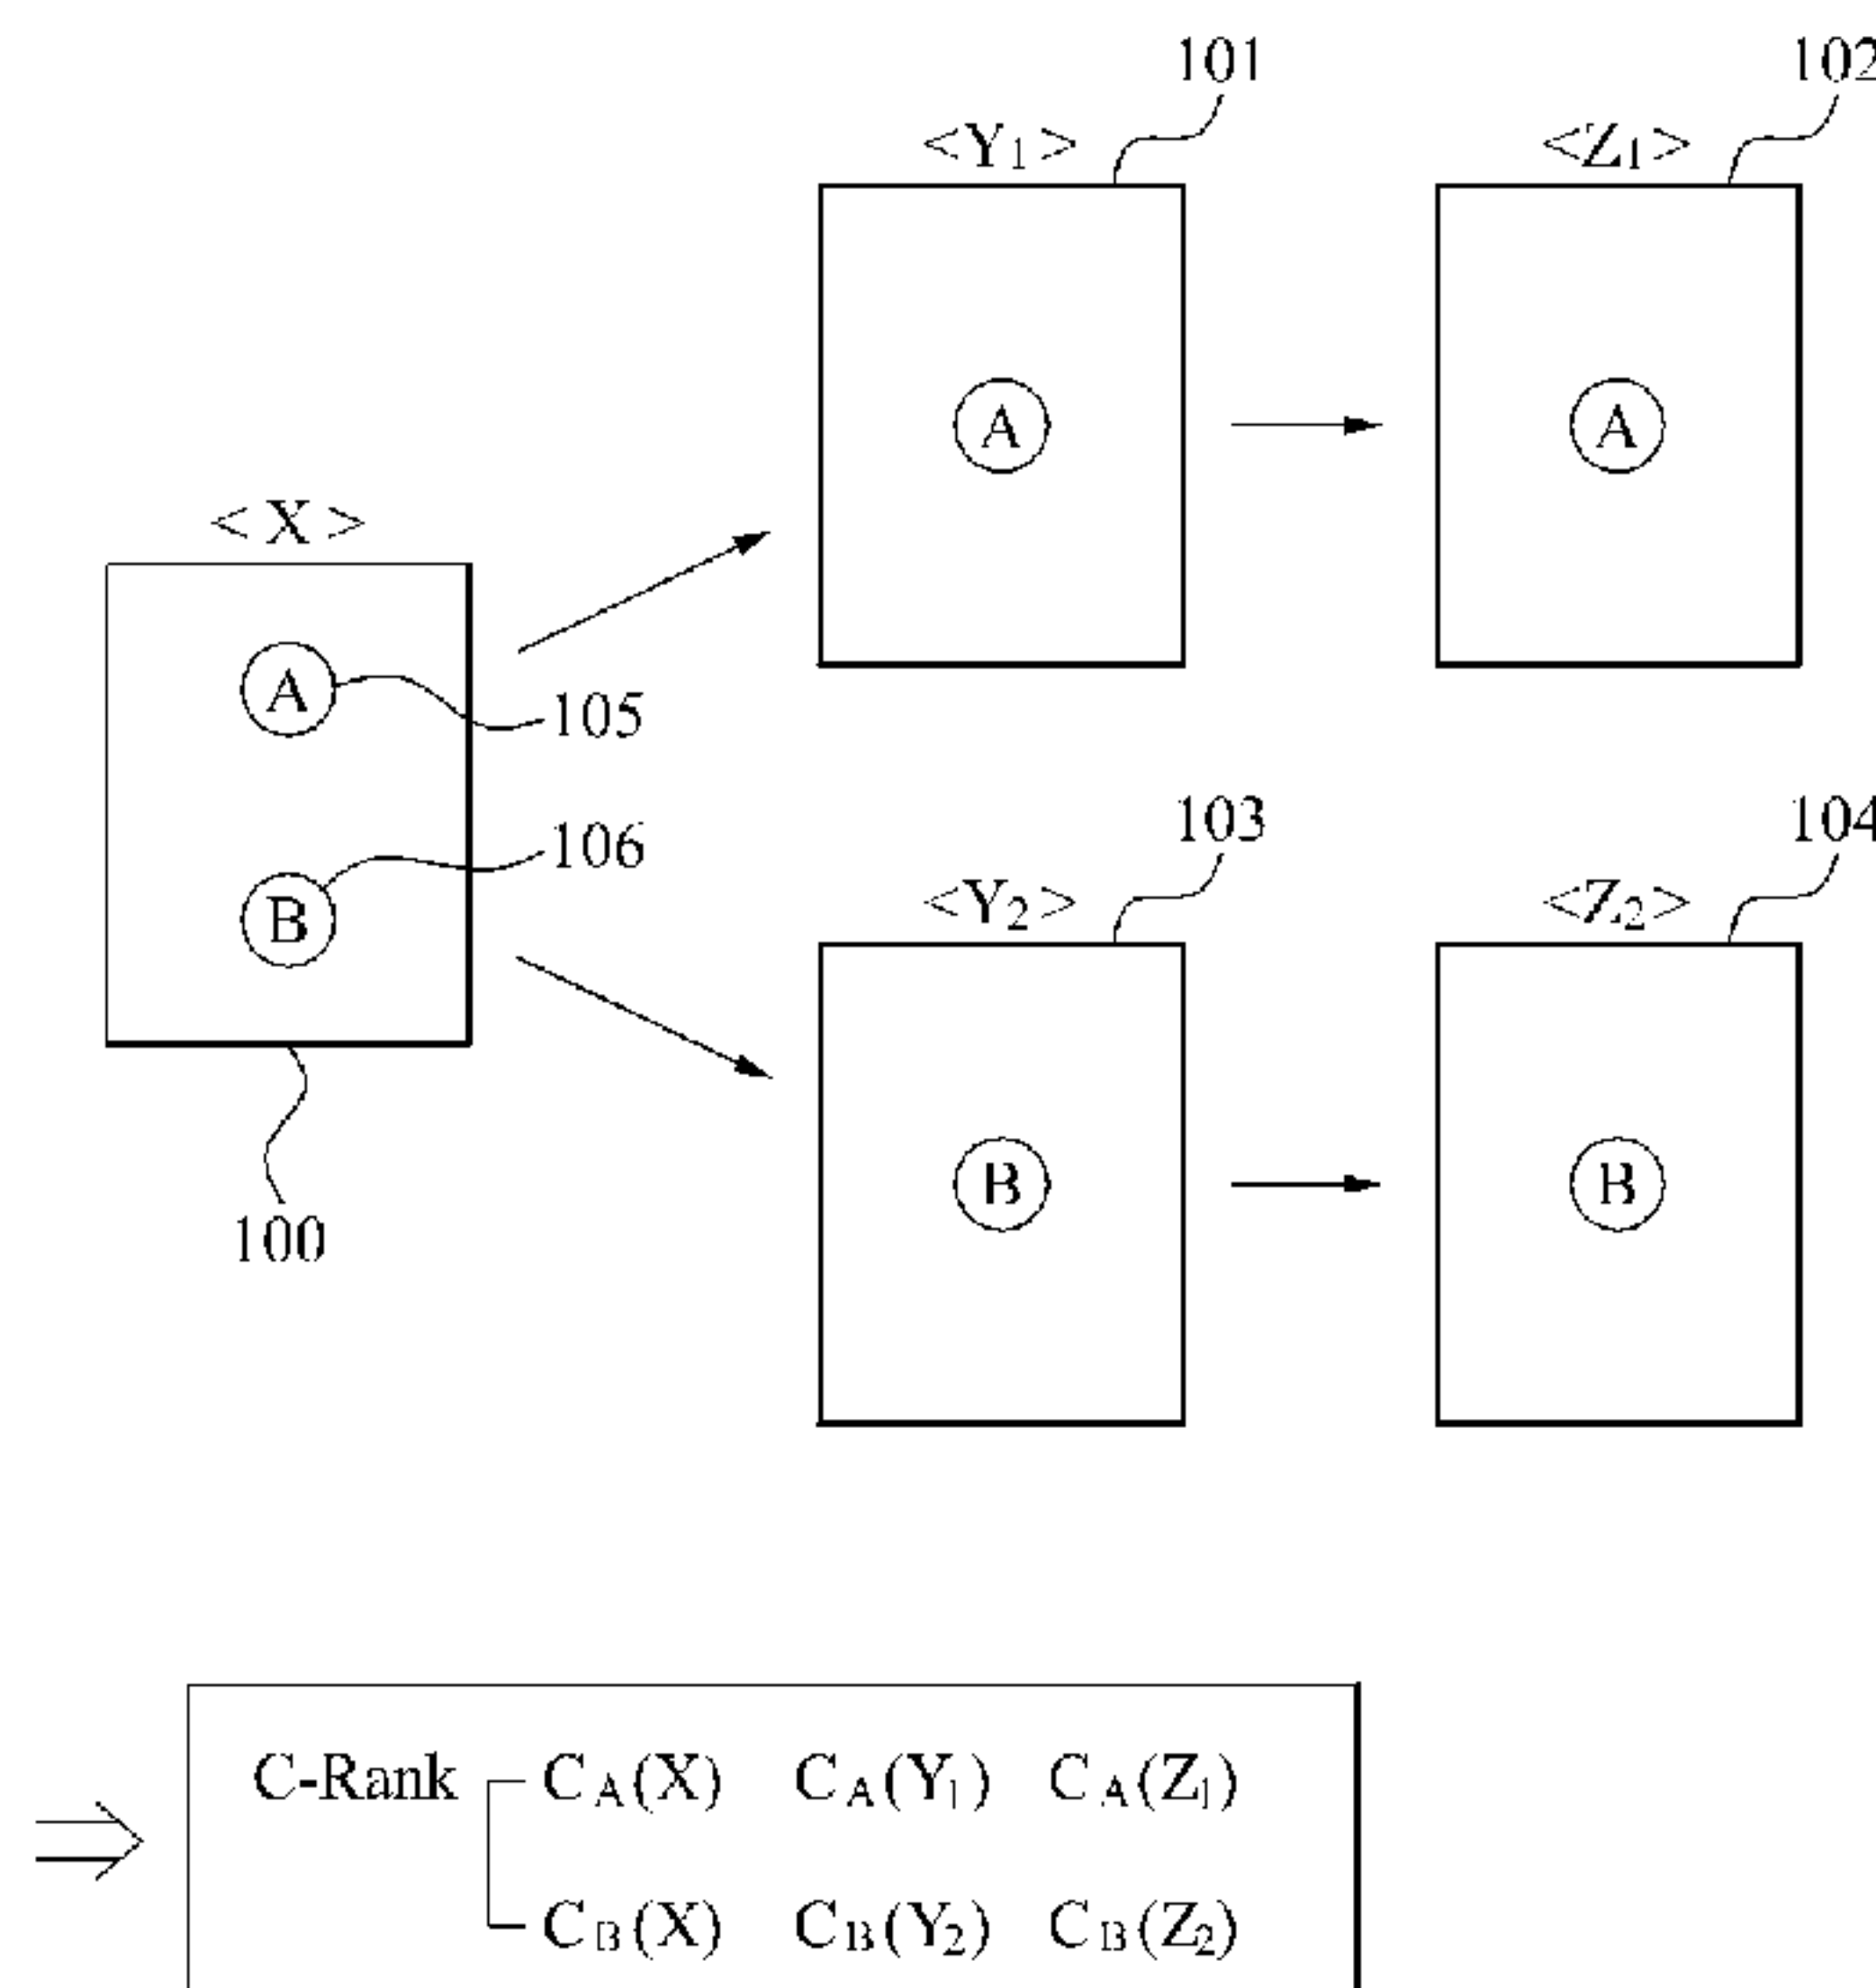 101
102
<Y1>
<Z1>
A
A
<X>
A
105
103
104
106
<Y2>
<Z2>
B
B
B
100
C-Rank CA(X) CA(Y1) CA(Z1)
CB(X) CB(Y2) CB(Z2)